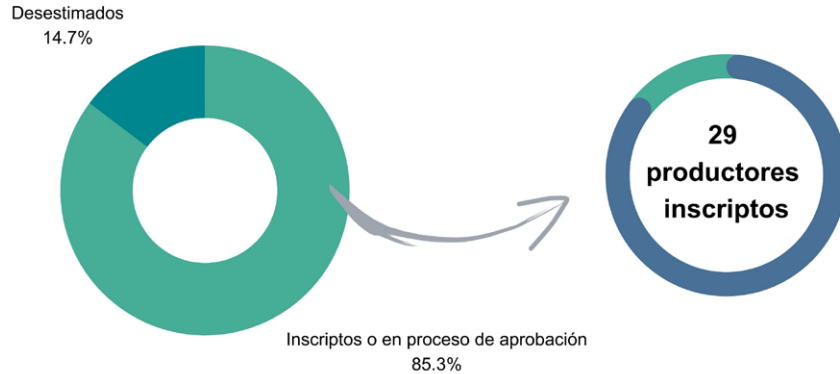 Desestimados
14.7%
29
productores
inscriptos
Inscriptos o en proceso de aprobación
85.3%